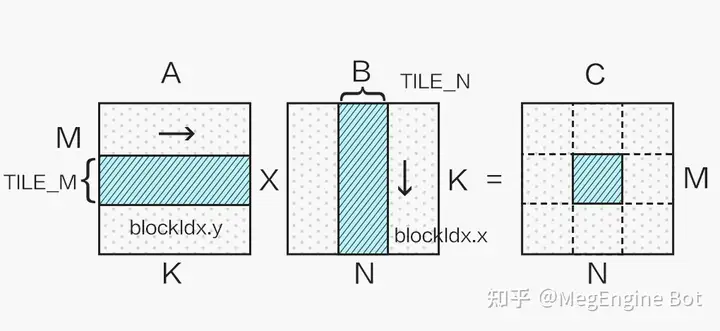 A
B
TILE_N
C
M
TILE_M
X
K
=
M
blockIdx.y
blockIdx.x
K
N
N
知乎 @MegEngine Bot